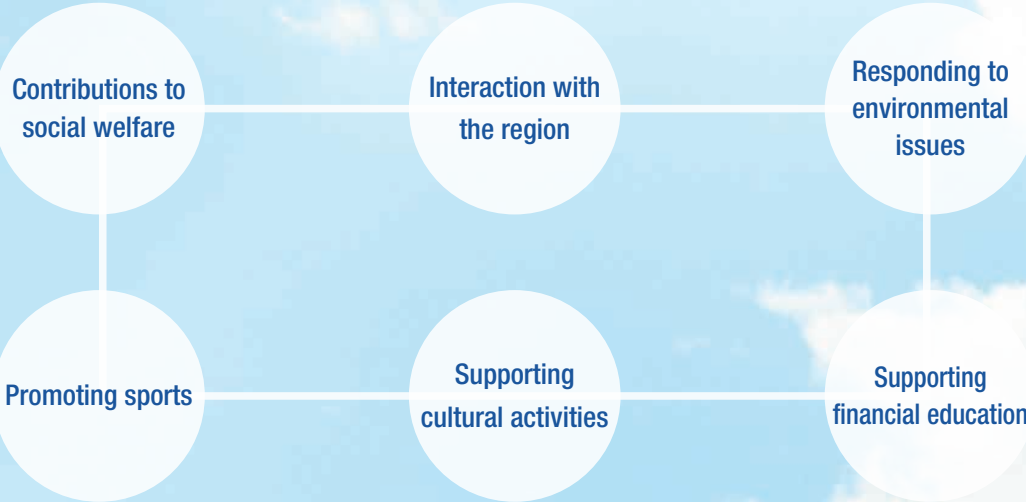 Contributions to
social welfare
Interaction with
the region
Responding to
environmental
issues
Promoting sports
Supporting
cultural activities
Supporting
financial education